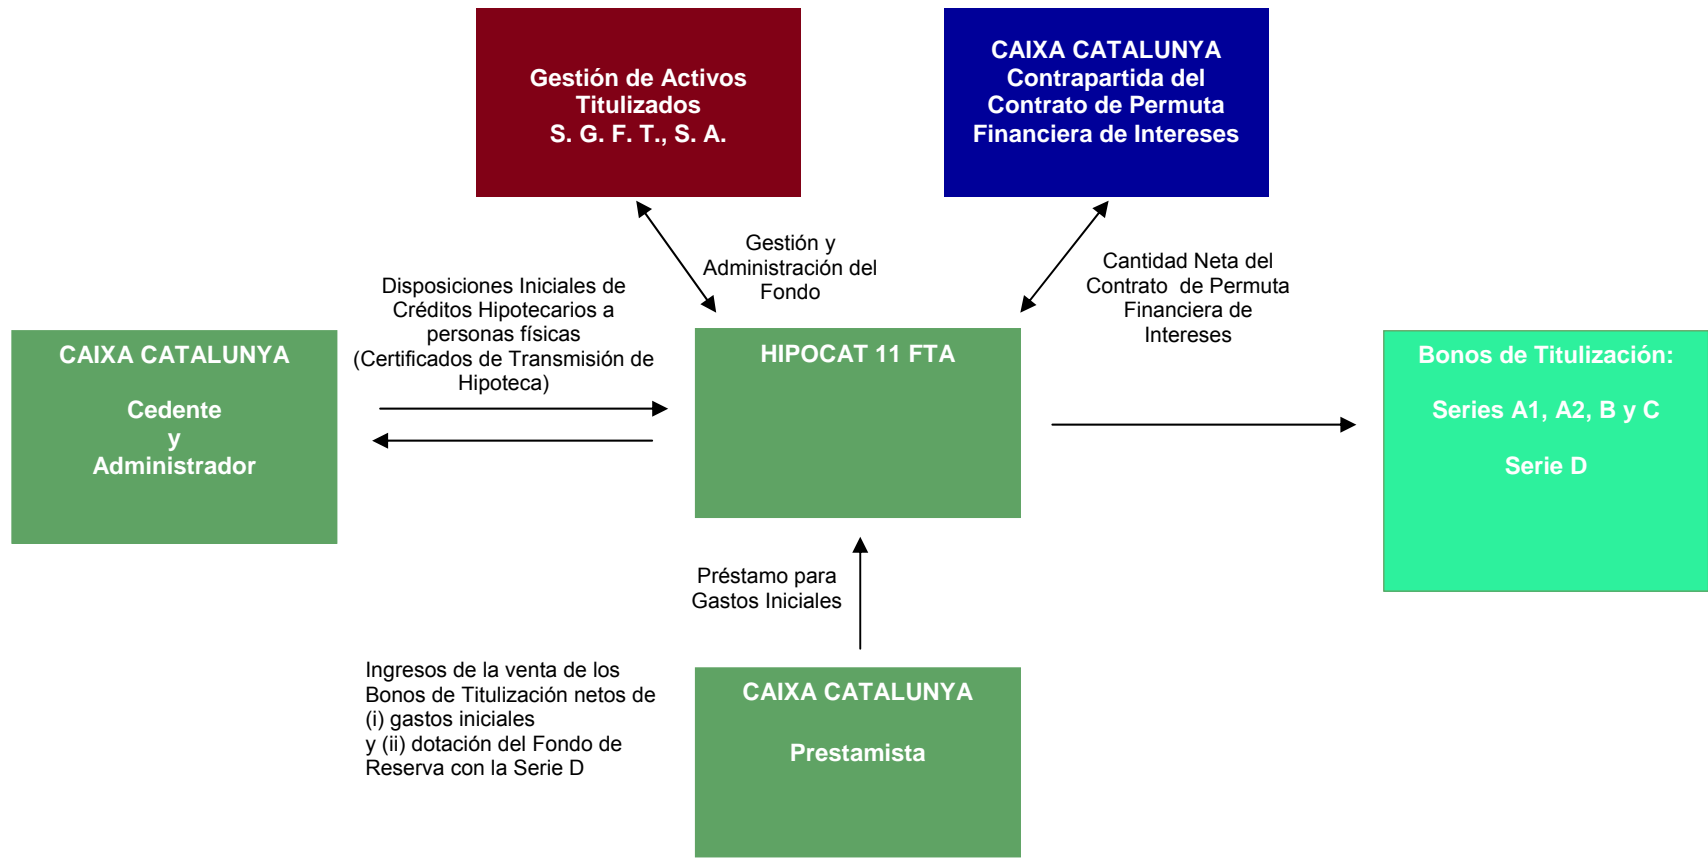 Gestión de Activos
Titulizados
S. G. F. T., S. A.
CAIXA CATALUNYA
Contrapartida del
Contrato de Permuta
Financiera de Intereses
Gestión y
Administración del
Fondo
Cantidad Neta del
Contrato de Permuta
Financiera de
Intereses
Disposiciones Iniciales de
Créditos Hipotecarios a
personas físicas
(Certificados de Transmisión de
Hipoteca)
CAIXA CATALUNYA
Cedente
y
Administrador
HIPOCAT 11 FTA
Bonos de Titulización:
Series A1, A2, B y C
Serie D
Préstamo para
Gastos Iniciales
Ingresos de la venta de los
Bonos de Titulización netos de
(i) gastos iniciales
y (ii) dotación del Fondo de
Reserva con la Serie D
CAIXA CATALUNYA
Prestamista